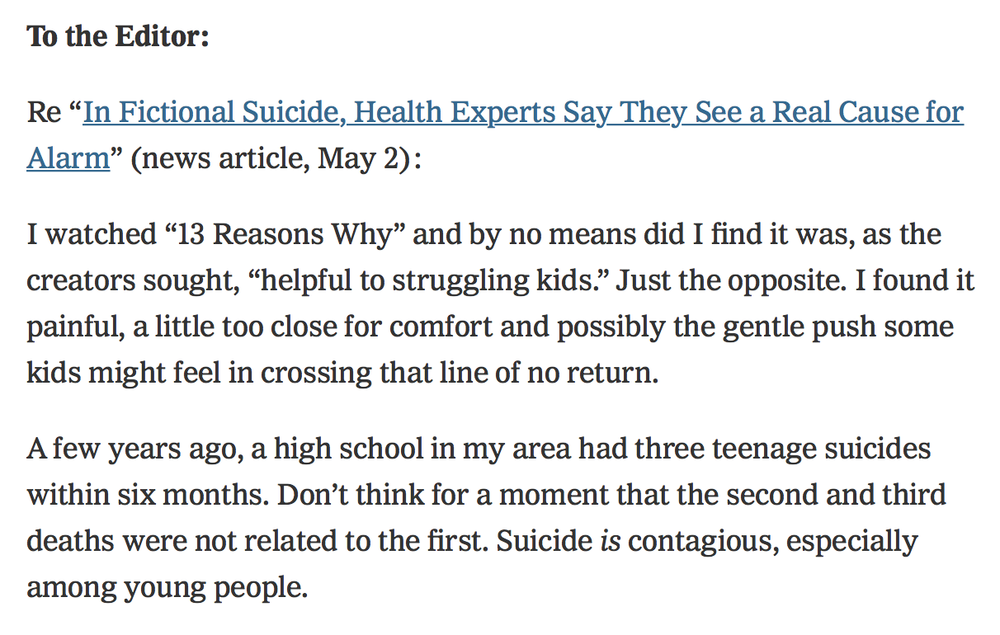 To the Editor:
Re “In Fictional Suicide, Health Experts Say They See a Real Cause for
Alarm” (news article, May 2):
I watched “13 Reasons Why” and by no means did I find it was, as the
creators sought, “helpful to struggling kids.” Just the opposite. I found it
painful, a little too close for comfort and possibly the gentle push some
kids might feel in crossing that line of no return.
A few years ago, a high school in my area had three teenage suicides
within six months. Don’t think for a moment that the second and third
deaths were not related to the first. Suicide is contagious, especially
among young people.